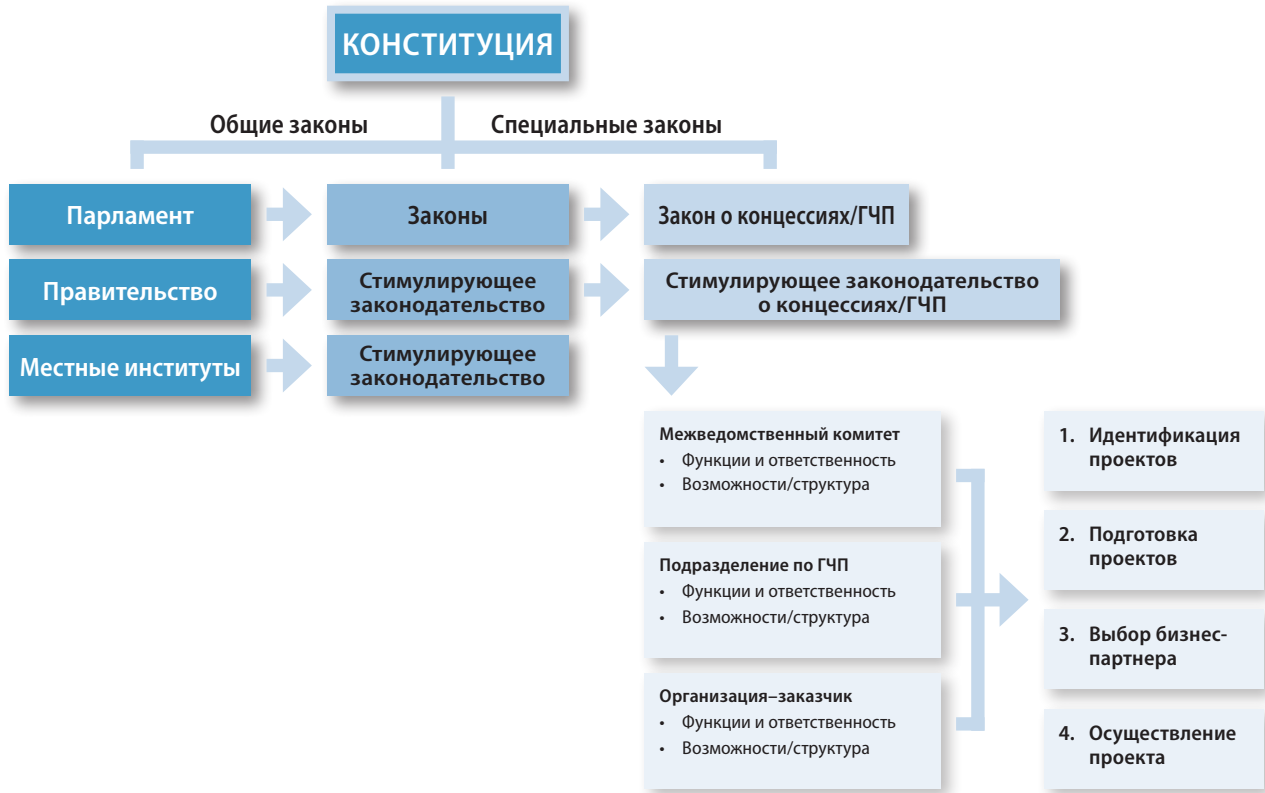 КОНСТИТУЦИЯ
Общие законы
Специальные законы
Парламент
Законы
Закон о концессиях/ГЧП
Правительство
Стимулирующее
законодательство
Стимулирующее законодательство
о концессиях/ГЧП
Местные институты
Стимулирующее
законодательство
Межведомственный комитет
• Функции и ответственность
• Возможности/структура
Подразделение по ГЧП
• Функции и ответственность
• Возможности/структура
Организация–заказчик
• Функции и ответственность
• Возможности/структура
1. Идентификация
проектов
2. Подготовка
проектов
3. Выбор бизнес-
партнера
4. Осуществление
проекта